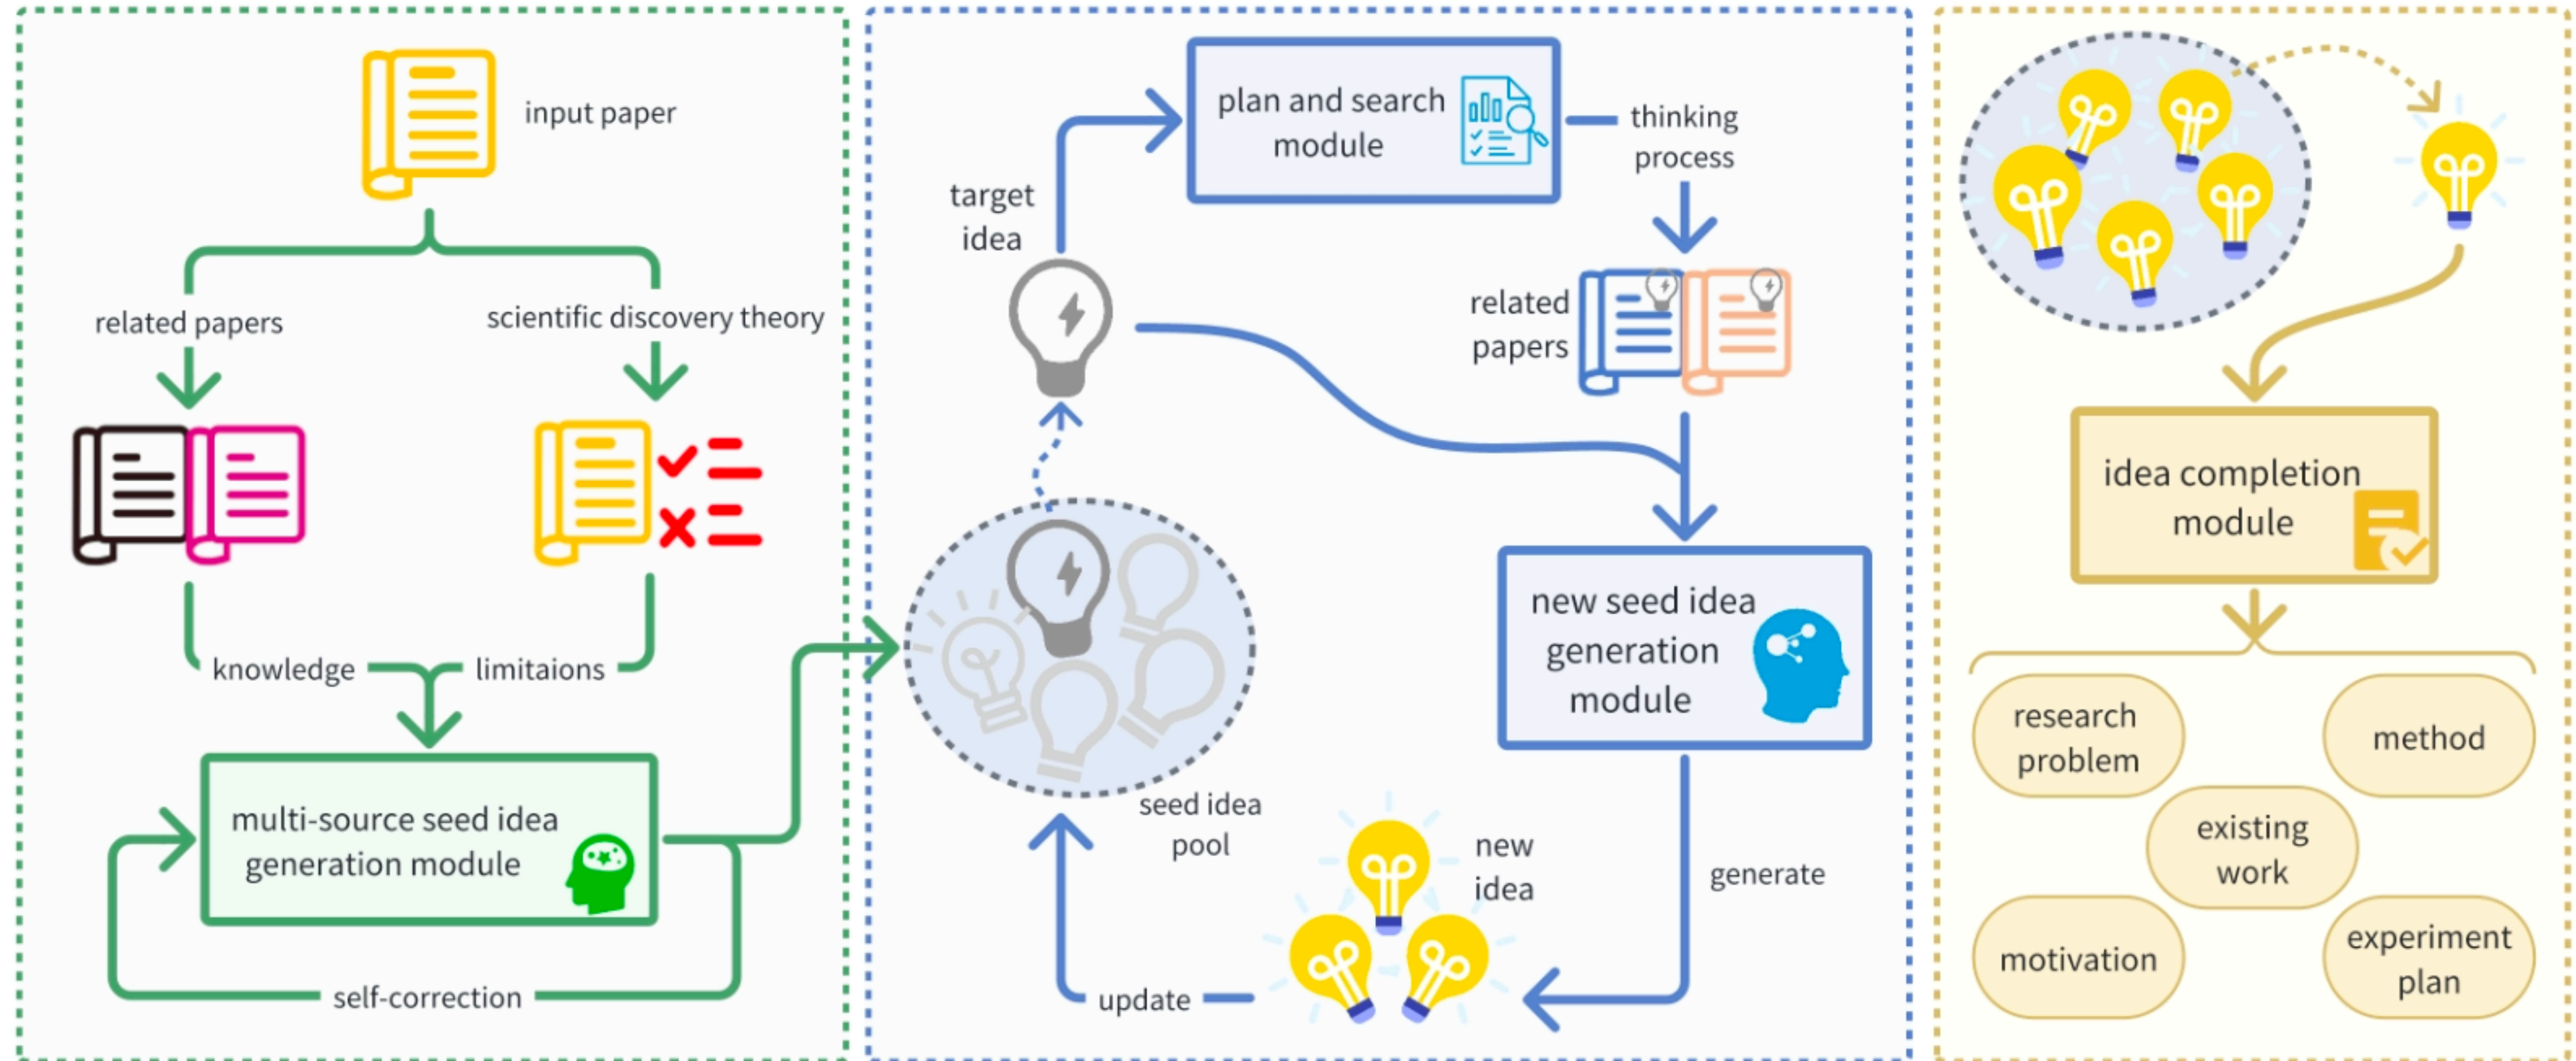 input paper
related papers
scientific discovery theory
knowledge
limitaions
multi-source seed idea
generation module
self-correction
target
idea
plan and search
module
thinking
process
related
papers
new seed idea
generation
module
seed idea
pool
new
idea
generate
update
idea completion
module
research
problem
method
existing
work
motivation
experiment
plan